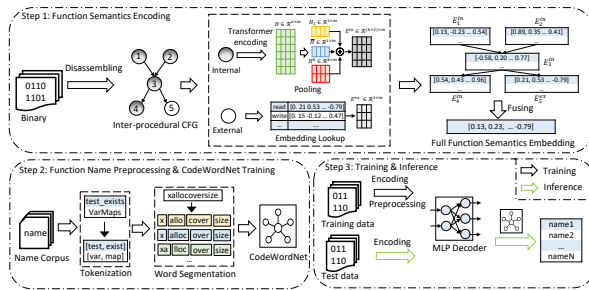 Step 1: Function Semantics Encoding
0110
1101
Binary
Disassembling
1
2
3
4
5
Inter-procedural CFG
Transformer
encoding
Internal
Pooling
External
read [0.21 0.53 ... -0.79]
write [0.15 -0.12 ... 0.47]
... ...
Embedding Lookup
[0.13, -0.23 ... 0.54]
[0.89, 0.35 ... 0.41]
[-0.58, 0.20 ... 0.77]
[0.54, 0.43 ... 0.96]
[0.21, 0.53 ... -0.79]
Fusing
[0.13, 0.23, ... -0.79]
Full Function Semantics Embedding
Step 2: Function Name Preprocessing & CodeWordNet Training
name
Name Corpus
test_exists
VarMaps
[test, exist]
[var, map]
Tokenization
xallocoversize
x allo cover size
x alloc over size
xa lloc over size
...
Word Segmentation
CodeWordNet
Step 3: Training & Inference
Training
Inference
011
110
Training data
Encoding
Preprocessing
011
110
Test data
Encoding
MLP Decoder
name1
name2
...
nameN